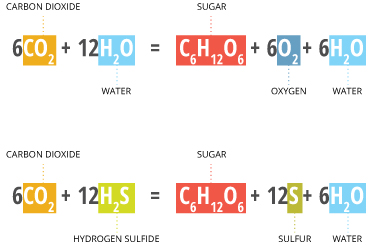 CARBON DIOXIDE SUGAR
6CO₂ + 12H₂O = C₆H₁₂O₆ + 6O₂ + 6H₂O
WATER OXYGEN WATER
CARBON DIOXIDE SUGAR
6CO₂ + 12H₂S = C₆H₁₂O₆ + 12S + 6H₂O
HYDROGEN SULFIDE SULFUR WATER